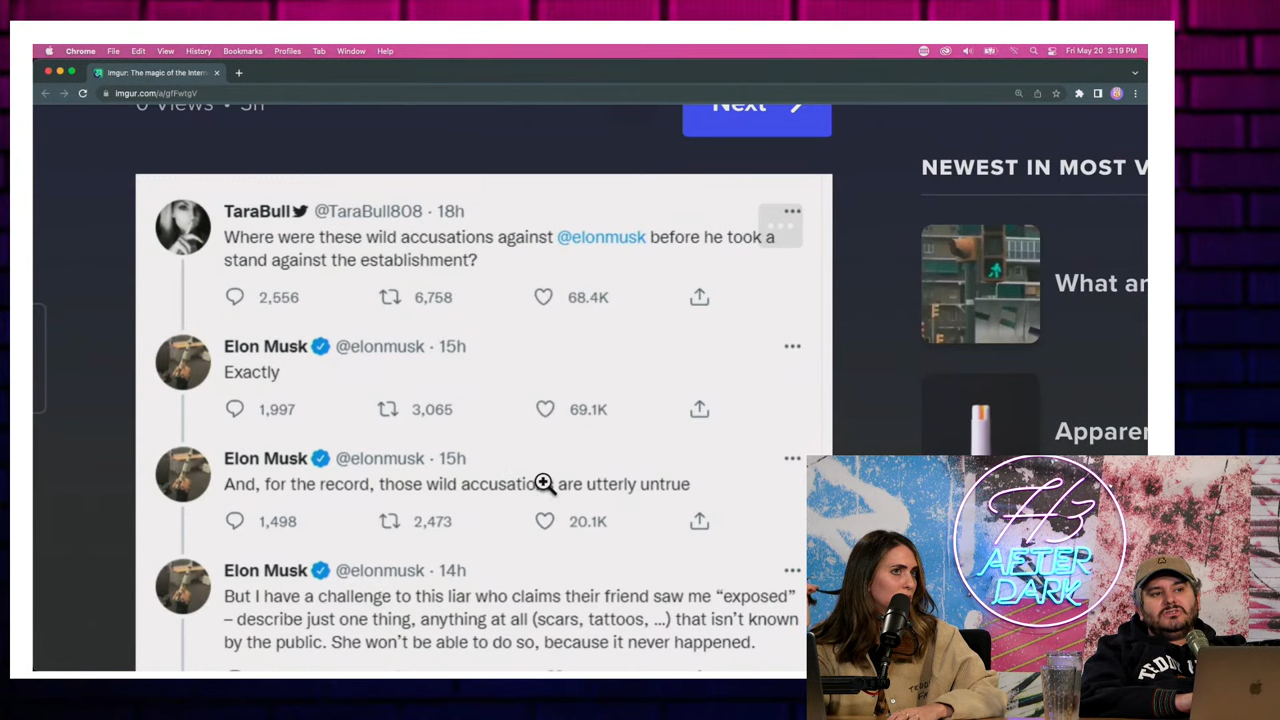 Chrome File Edit View History Bookmarks Profiles Tab Window Help
Fri May 20 3:19 PM
Imgur: The magic of the Intern
imgur.com/a/gfFwtgV
0 Views • 5h
Next
NEWEST IN MOST V
TaraBull @TaraBull808 · 18h
Where were these wild accusations against @elonmusk before he took a
stand against the establishment?
2,556 6,758 68.4K
What ar
Elon Musk @elonmusk · 15h
Exactly
1,997 3,065 69.1K
Apparen
Elon Musk @elonmusk · 15h
And, for the record, those wild accusatio are utterly untrue
1,498 2,473 20.1K
Elon Musk @elonmusk · 14h
But I have a challenge to this liar who claims their friend saw me “exposed”
– describe just one thing, anything at all (scars, tattoos, ...) that isn’t known
by the public. She won’t be able to do so, because it never happened.
H3
AFTER
DARK